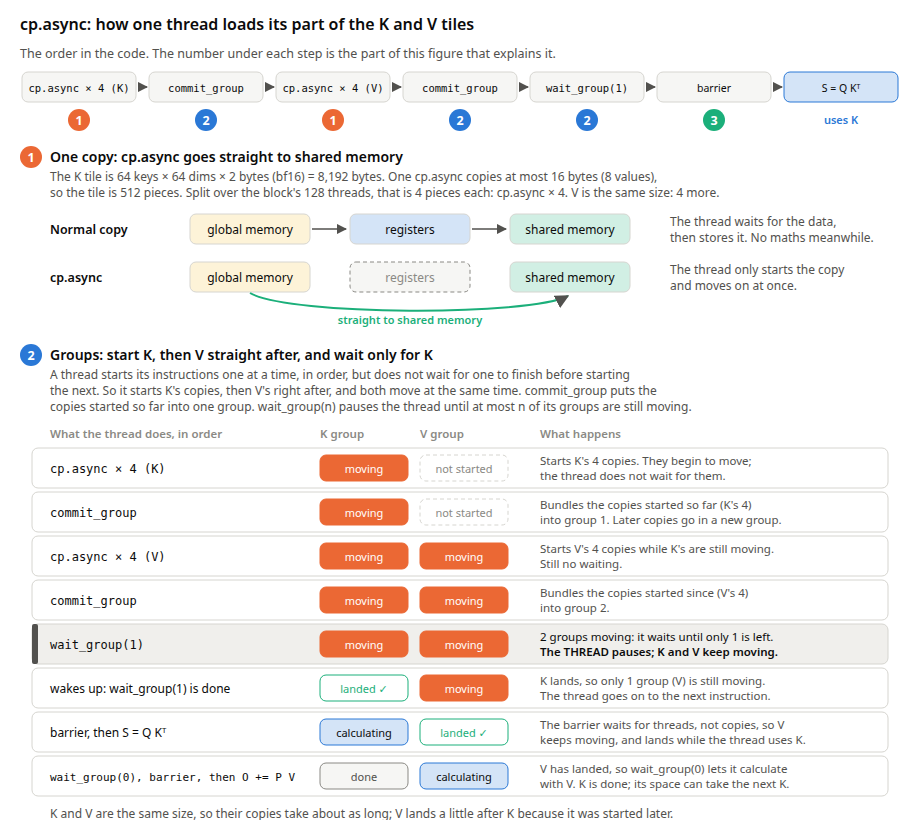 cp.async: how one thread loads its part of the K and V tiles
The order in the code. The number under each step is the part of this figure that explains it.
cp.async × 4 (K) commit_group cp.async × 4 (V) commit_group wait_group(1) barrier S = Q Kᵀ
1 2 1 2 2 3 uses K
1 One copy: cp.async goes straight to shared memory
The K tile is 64 keys × 64 dims × 2 bytes (bf16) = 8,192 bytes. One cp.async copies at most 16 bytes (8 values),
so the tile is 512 pieces. Split over the block's 128 threads, that is 4 pieces each: cp.async × 4. V is the same size: 4 more.
Normal copy global memory registers shared memory
The thread waits for the data,
then stores it. No maths meanwhile.
cp.async global memory registers shared memory
The thread only starts the copy
and moves on at once.
straight to shared memory
2 Groups: start K, then V straight after, and wait only for K
A thread starts its instructions one at a time, in order, but does not wait for one to finish before starting
the next. So it starts K's copies, then V's right after, and both move at the same time. commit_group puts the
copies started so far into one group. wait_group(n) pauses the thread until at most n of its groups are still moving.
What the thread does, in order K group V group What happens
cp.async × 4 (K) moving not started
Starts K's 4 copies. They begin to move;
the thread does not wait for them.
commit_group moving not started
Bundles the copies started so far (K's 4)
into group 1. Later copies go in a new group.
cp.async × 4 (V) moving moving
Starts V's 4 copies while K's are still moving.
Still no waiting.
commit_group moving moving
Bundles the copies started since (V's 4)
into group 2.
wait_group(1) moving moving
2 groups moving: it waits until only 1 is left.
The THREAD pauses; K and V keep moving.
wakes up: wait_group(1) is done landed ✓ moving
K lands, so only 1 group (V) is still moving.
The thread goes on to the next instruction.
barrier, then S = Q Kᵀ calculating landed ✓
The barrier waits for threads, not copies, so V
keeps moving, and lands while the thread uses K.
wait_group(0), barrier, then O += P V done calculating
V has landed, so wait_group(0) lets it calculate
with V. K is done; its space can take the next K.
K and V are the same size, so their copies take about as long; V lands a little after K because it was started later.